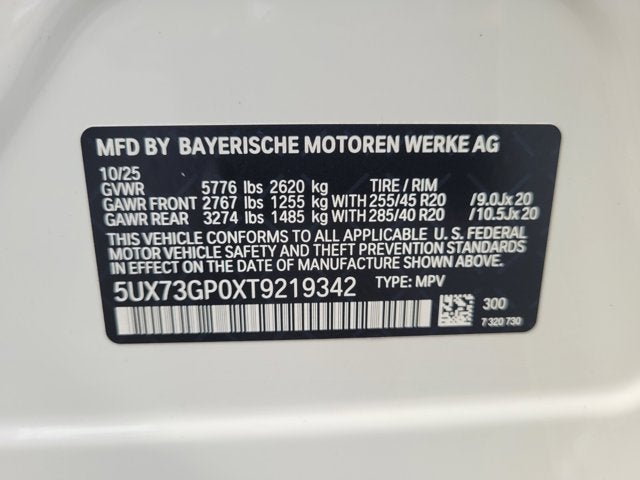 MFD BY BAYERISCHE MOTOREN WERKE AG
10/25
GVWR 5776 lbs 2620 kg TIRE / RIM
GAWR FRONT 2767 lbs 1255 kg WITH 255/45 R20 /9.0Jx20
GAWR REAR 3274 lbs 1485 kg WITH 285/40 R20 /10.5Jx20
THIS VEHICLE CONFORMS TO ALL APPLICABLE U. S. FEDERAL
MOTOR VEHICLE SAFETY AND THEFT PREVENTION STANDARDS
IN EFFECT ON THE DATE OF MANUFACTURE SHOWN ABOVE.
5UX73GP0XT9219342 TYPE: MPV
300
7 320 730